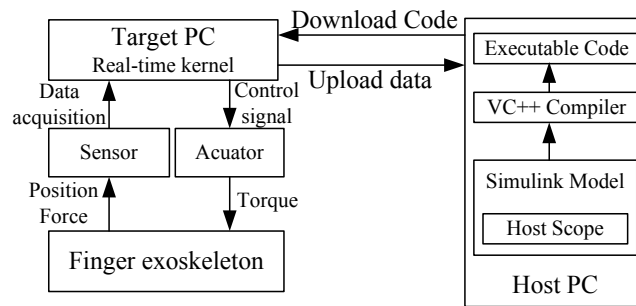 Download Code
Target PC
Real-time kernel
Upload data
Executable Code
Data
acquisition
Control
signal
VC++ Compiler
Sensor
Acuator
Simulink Model
Position
Force
Torque
Host Scope
Finger exoskeleton
Host PC